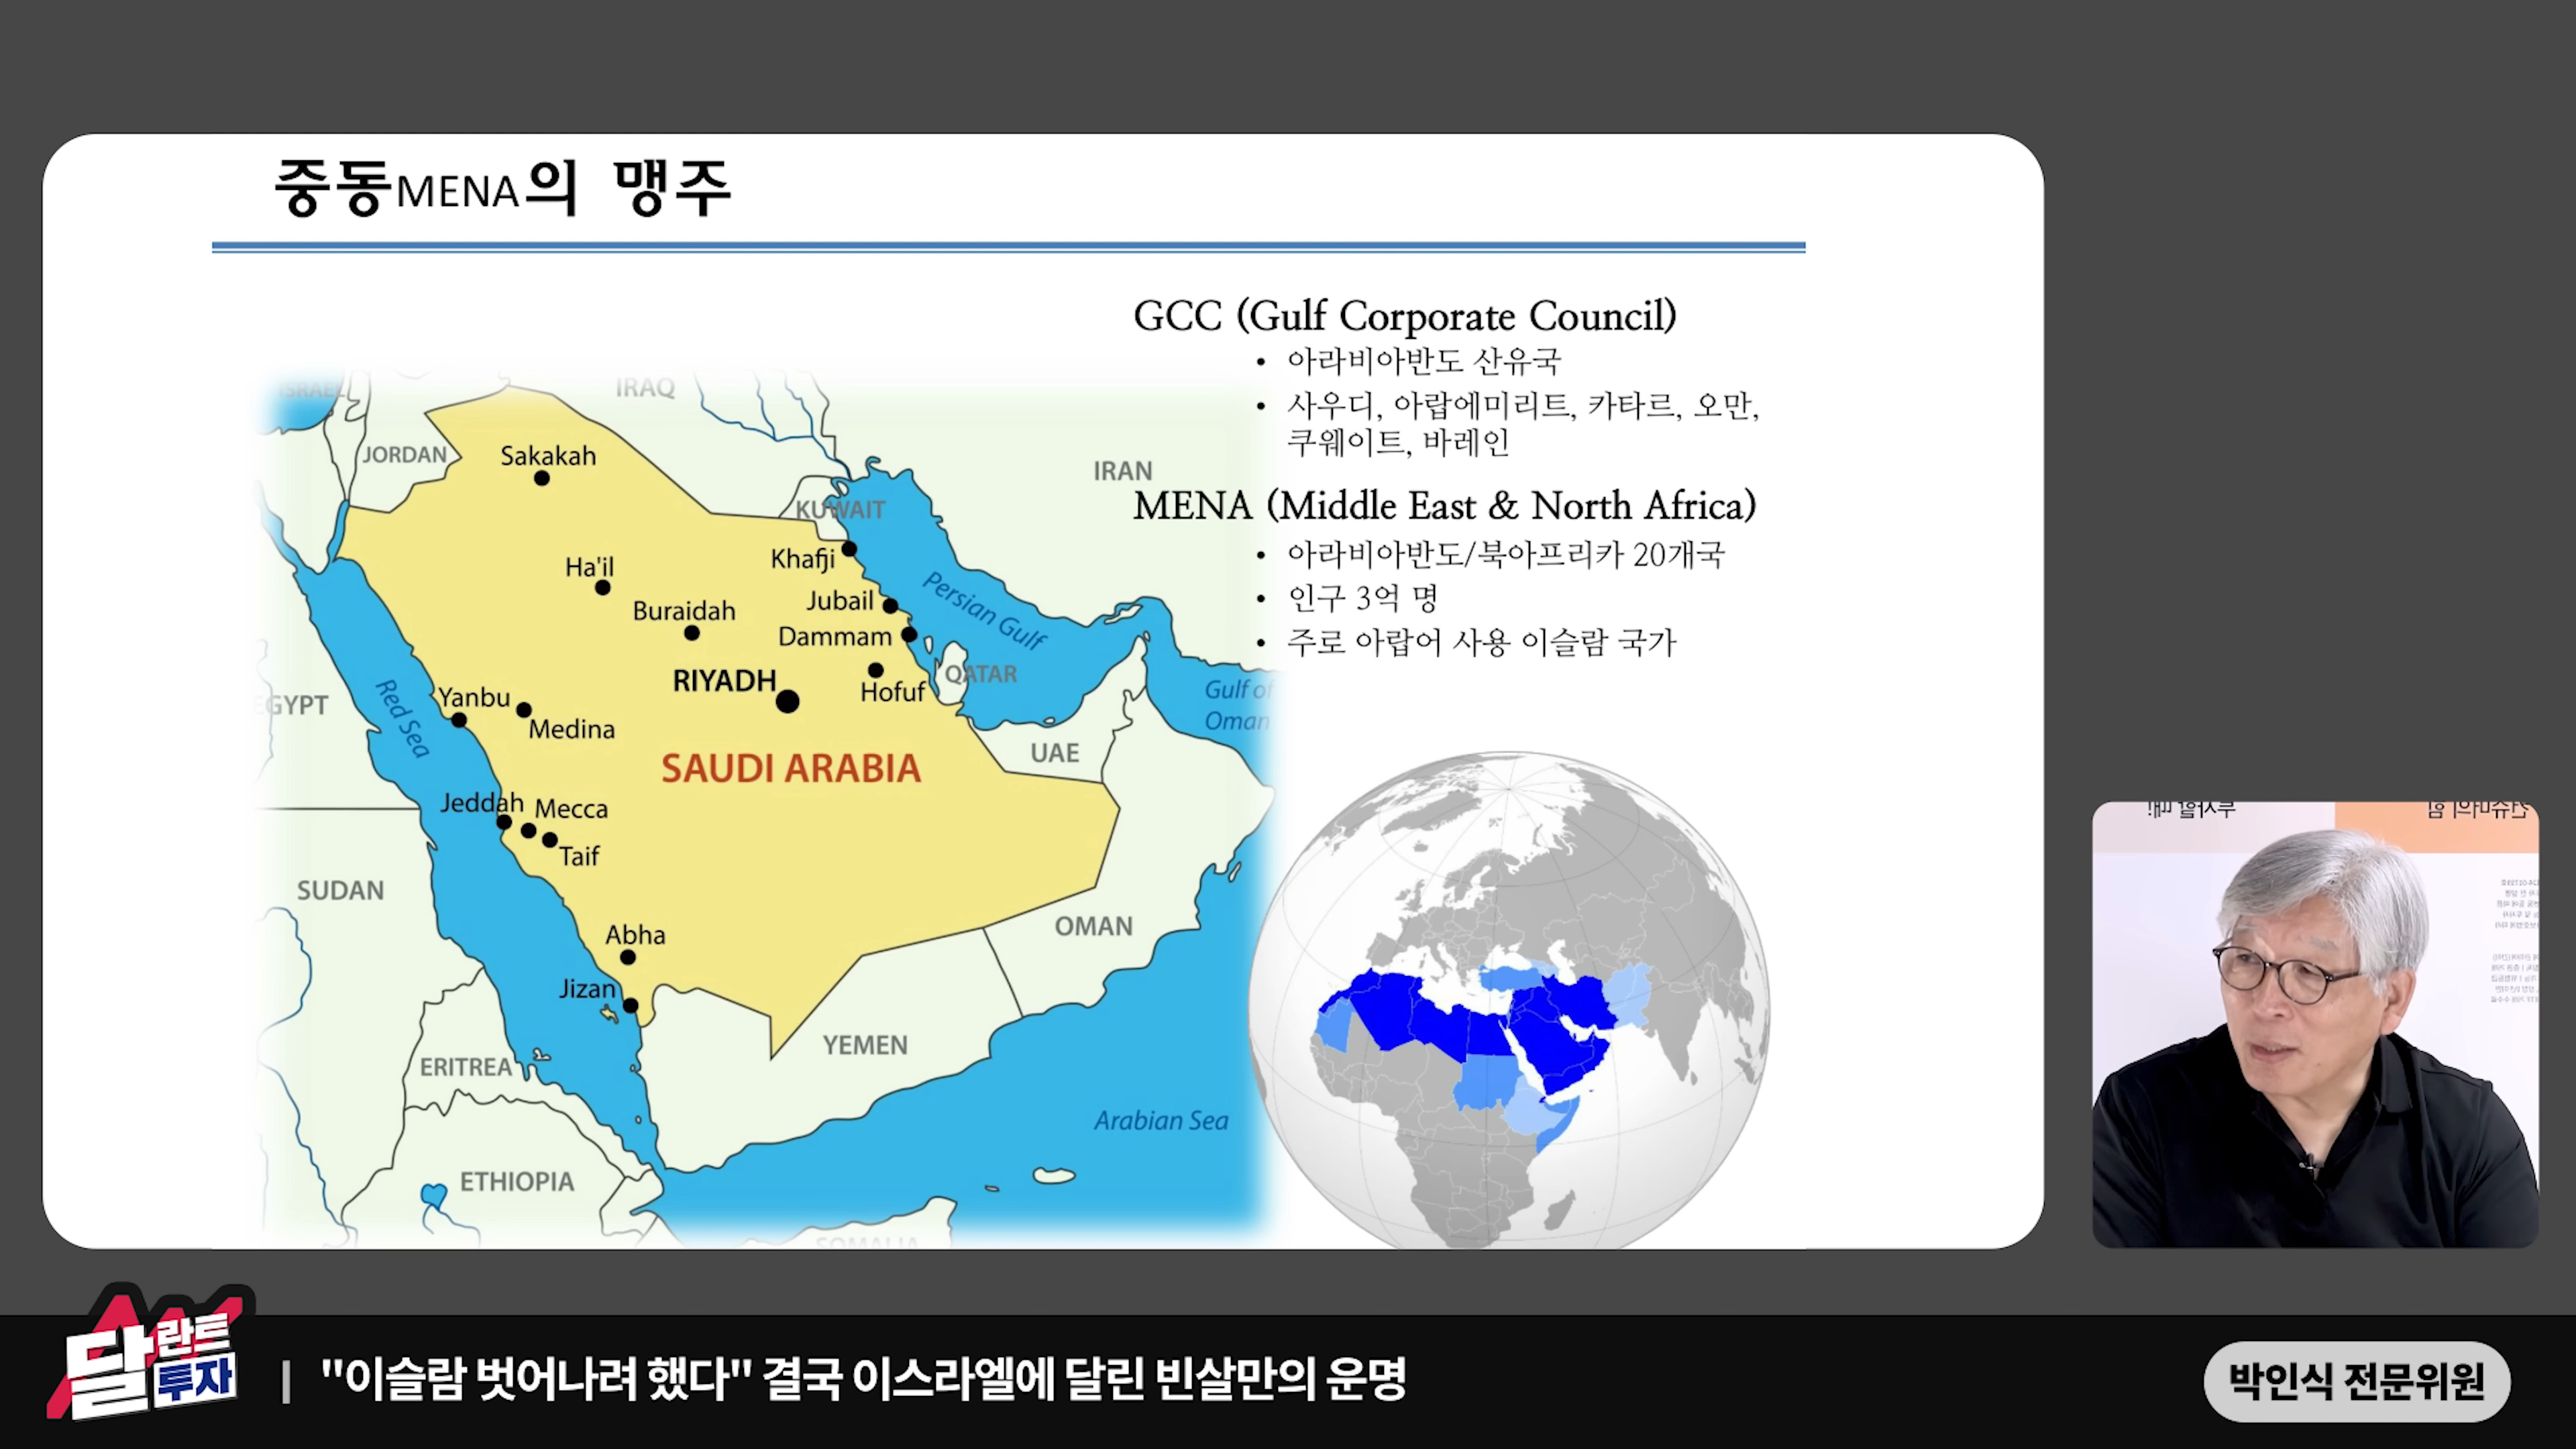 중동MENA의 맹주
GCC (Gulf Corporate Council)
• 아라비아반도 산유국
• 사우디, 아랍에미리트, 카타르, 오만,
쿠웨이트, 바레인
MENA (Middle East & North Africa)
• 아라비아반도/북아프리카 20개국
• 인구 3억 명
• 주로 아랍어 사용 이슬람 국가
ISRAEL
IRAQ
JORDAN
Sakakah
IRAN
KUWAIT
Khafji
Ha'il
Jubail
Persian Gulf
Buraidah
Dammam
RIYADH
Hofuf
QATAR
Gulf of
Oman
EGYPT
Red Sea
Yanbu
Medina
UAE
SAUDI ARABIA
Jeddah
Mecca
Taif
SUDAN
OMAN
Abha
Jizan
YEMEN
ERITREA
Arabian Sea
ETHIOPIA
SOMALIA
달란트
투자
"이슬람 벗어나려 했다" 결국 이스라엘에 달린 빈살만의 운명
박인식 전문위원